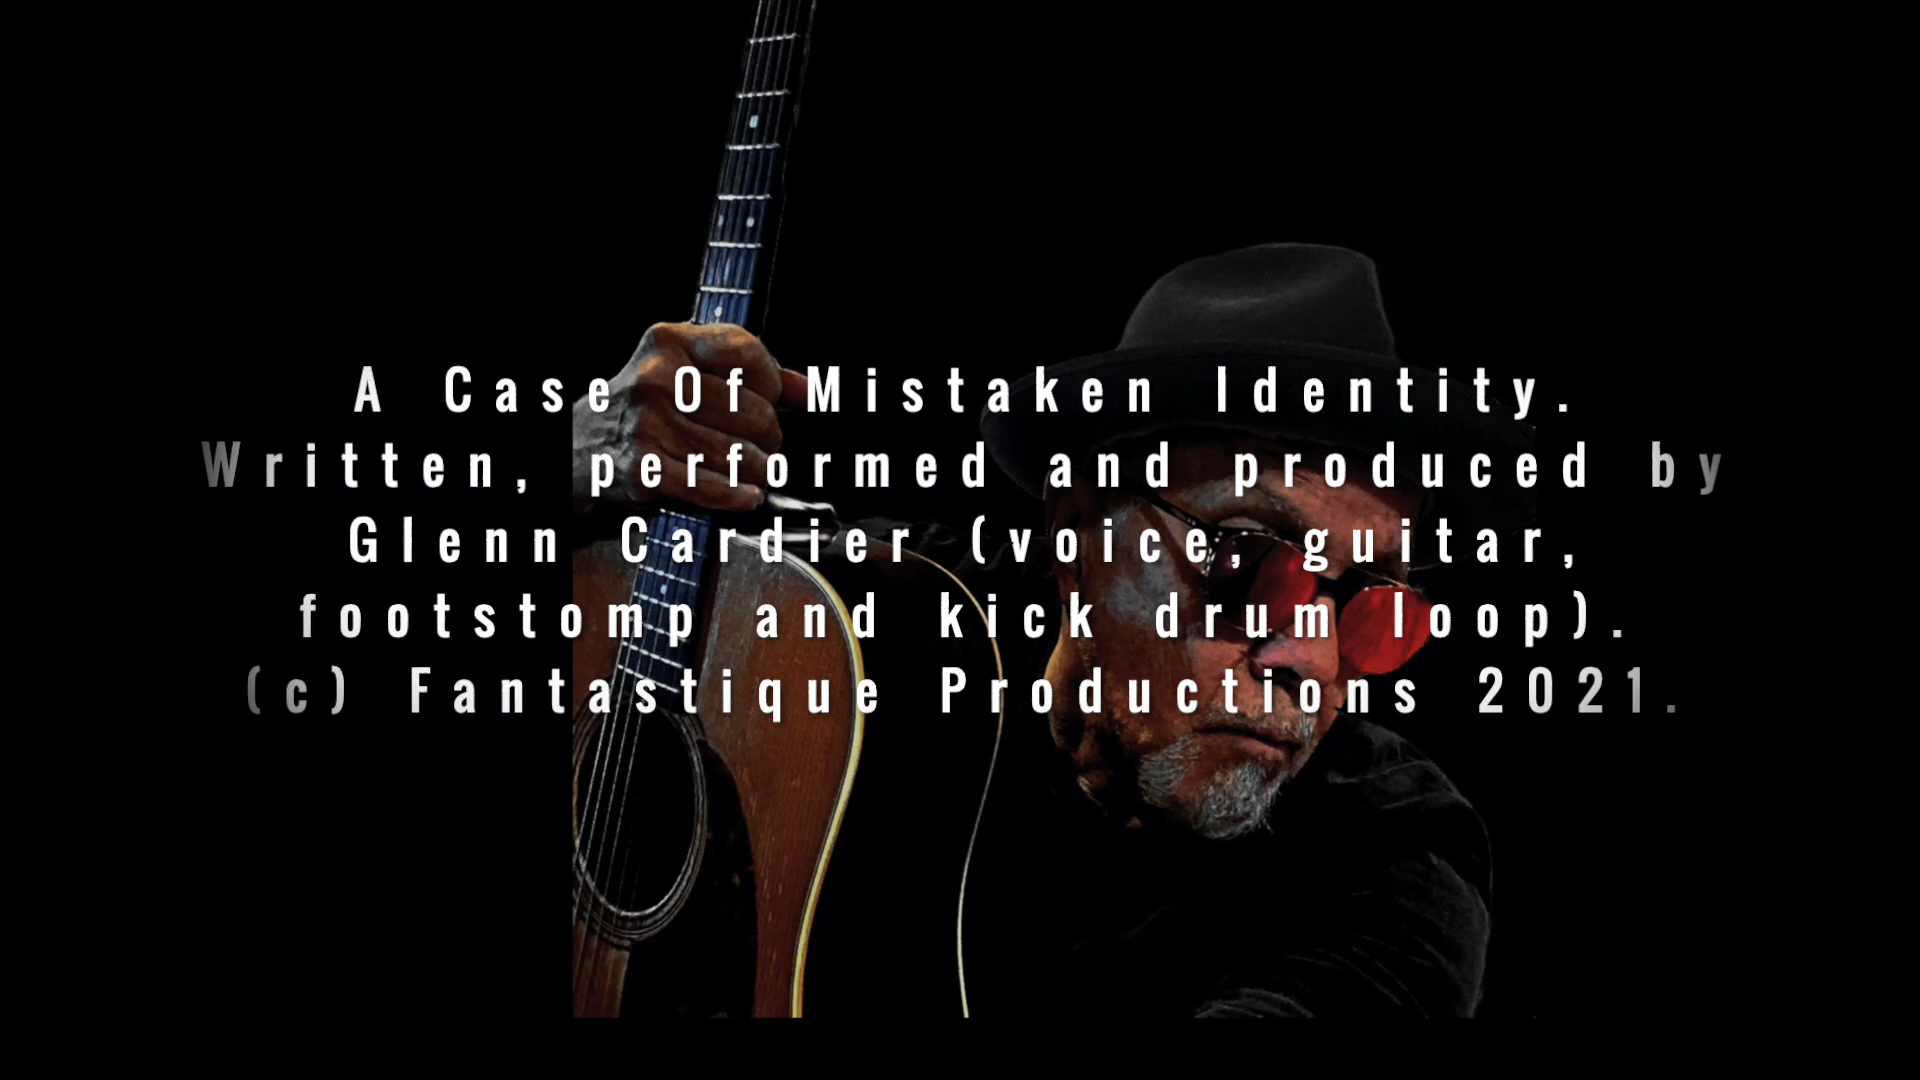 A Case Of Mistaken Identity.
Written, performed and produced by
Glenn Cardier (voice, guitar,
footstomp and kick drum loop).
(c) Fantastique Productions 2021.